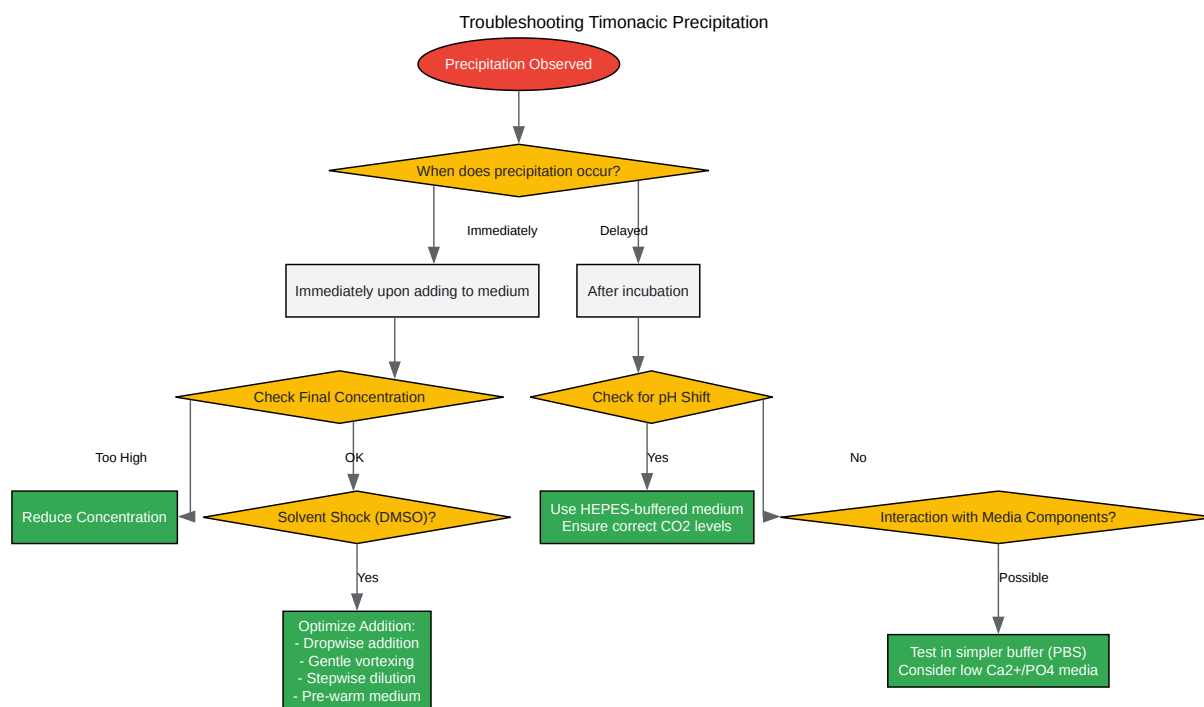 Troubleshooting Timonacic Precipitation
Precipitation Observed
When does precipitation occur?
Immediately
Delayed
Immediately upon adding to medium
After incubation
Check Final Concentration
Check for pH Shift
Too High
OK
Yes
No
Reduce Concentration
Solvent Shock (DMSO)?
Use HEPES-buffered medium
Ensure correct CO2 levels
Interaction with Media Components?
Yes
Possible
Optimize Addition:
- Dropwise addition
- Gentle vortexing
- Stepwise dilution
- Pre-warm medium
Test in simpler buffer (PBS)
Consider low Ca2+/PO4 media